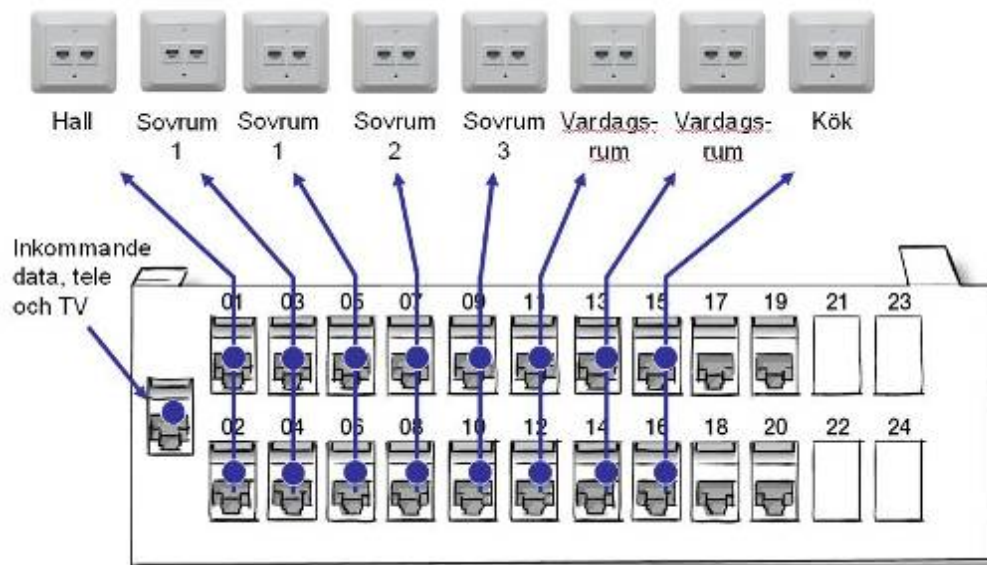 Hall
Sovrum
1
Sovrum
1
Sovrum
2
Sovrum
3
Vardags-
rum
Vardags-
rum
Kök
Inkommande
data, tele
och TV
01 03 05 07 09 11 13 15 17 19 21 23
02 04 06 08 10 12 14 16 18 20 22 24